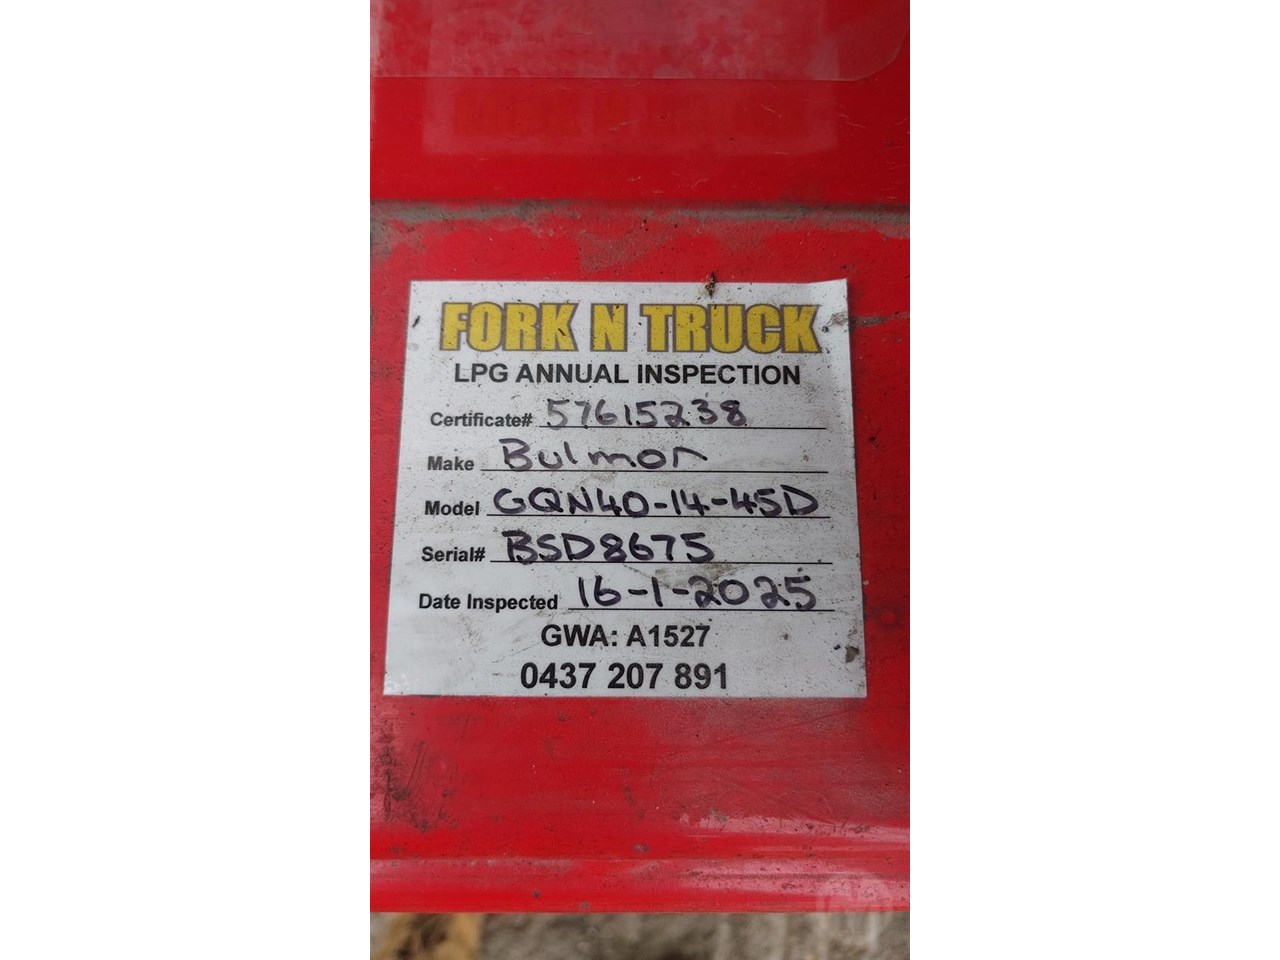 FORK N TRUCK
LPG ANNUAL INSPECTION
Certificate# 57615238
Make Bulmor
Model GQN40-14-45D
Serial# BSD8675
Date Inspected 16-1-2025
GWA: A1527
0437 207 891